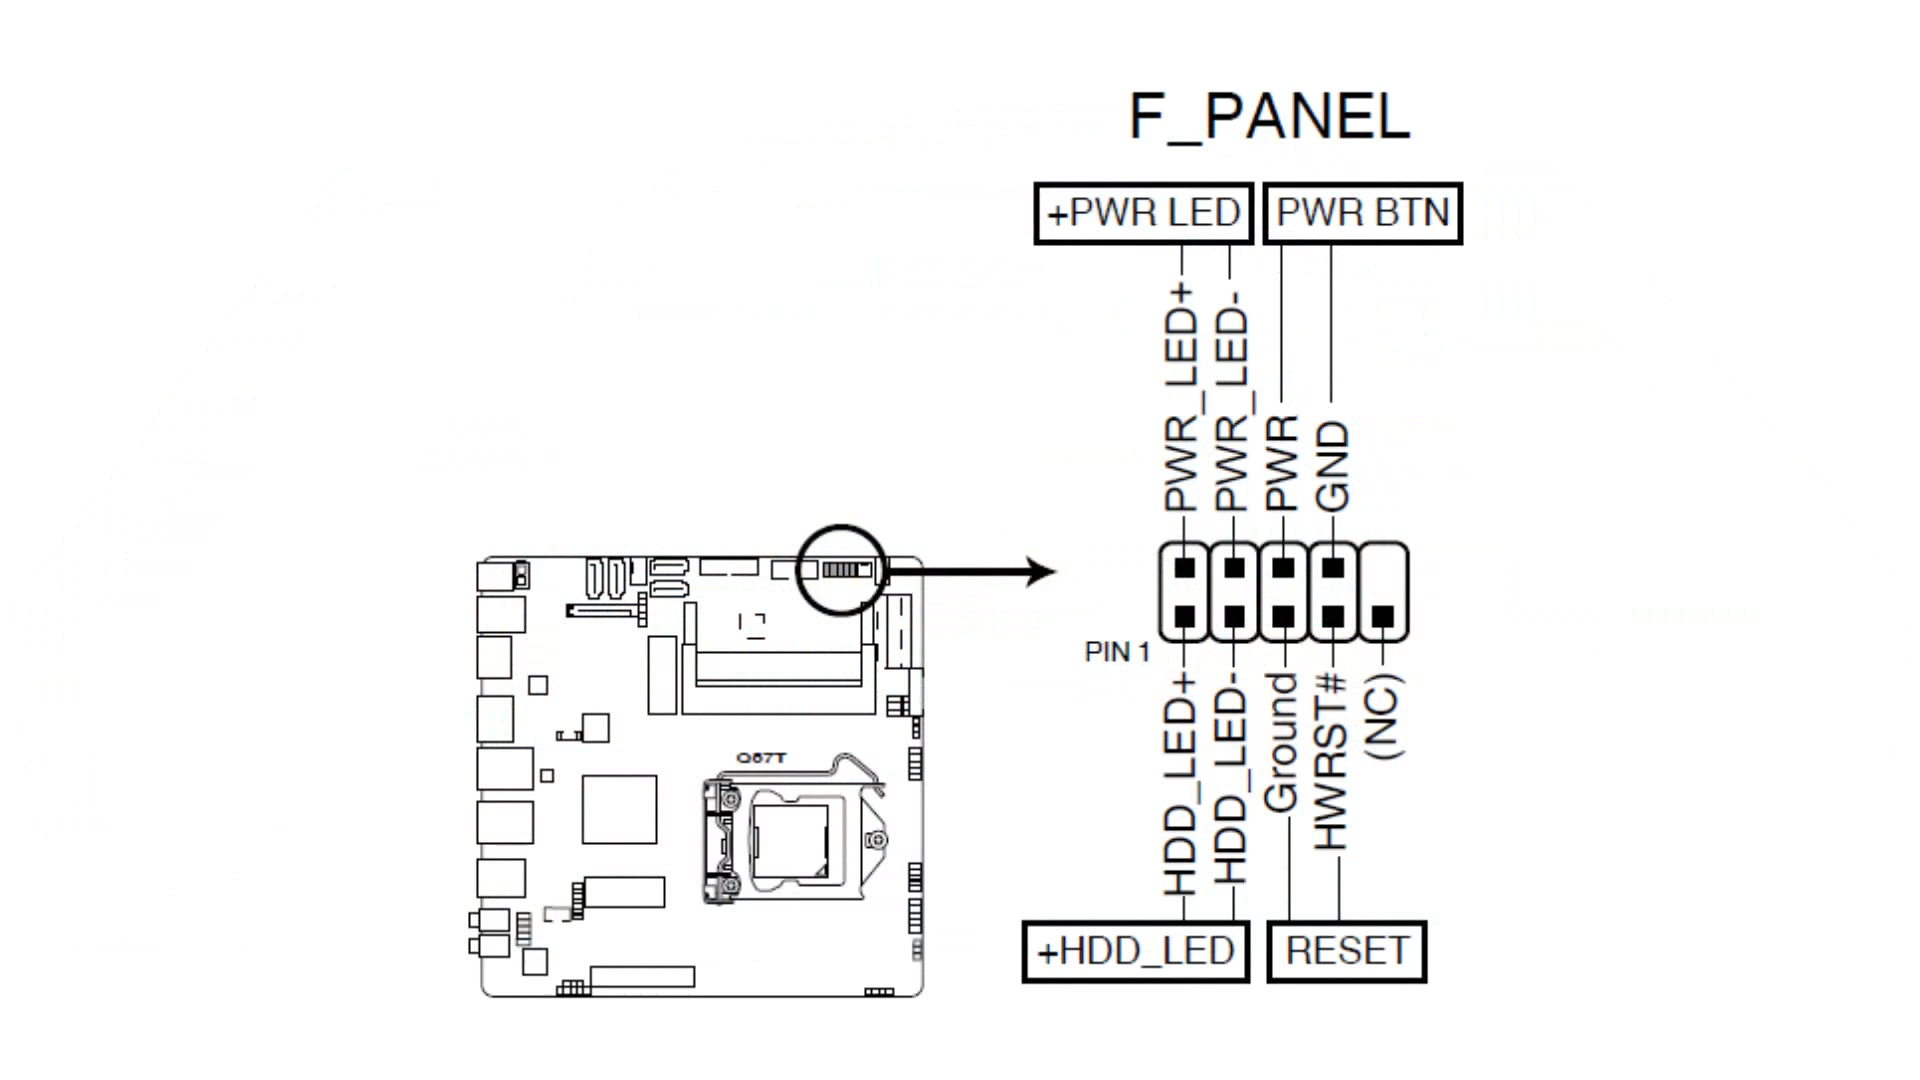 F_PANEL
+PWR LED
PWR BTN
PWR_LED+
PWR_LED-
PWR
GND
PIN 1
HDD_LED+
HDD_LED-
Ground
HWRST#
(NC)
+HDD_LED
RESET
Q87T